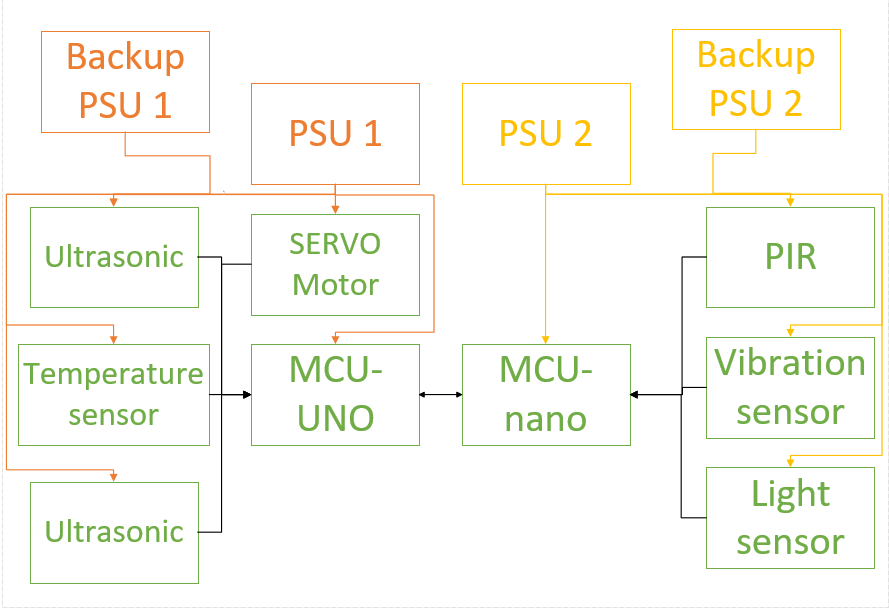 Backup
PSU 1
PSU 1
PSU 2
Backup
PSU 2
Ultrasonic
SERVO
Motor
PIR
Temperature
sensor
MCU-
UNO
MCU-
nano
Vibration
sensor
Ultrasonic
Light
sensor